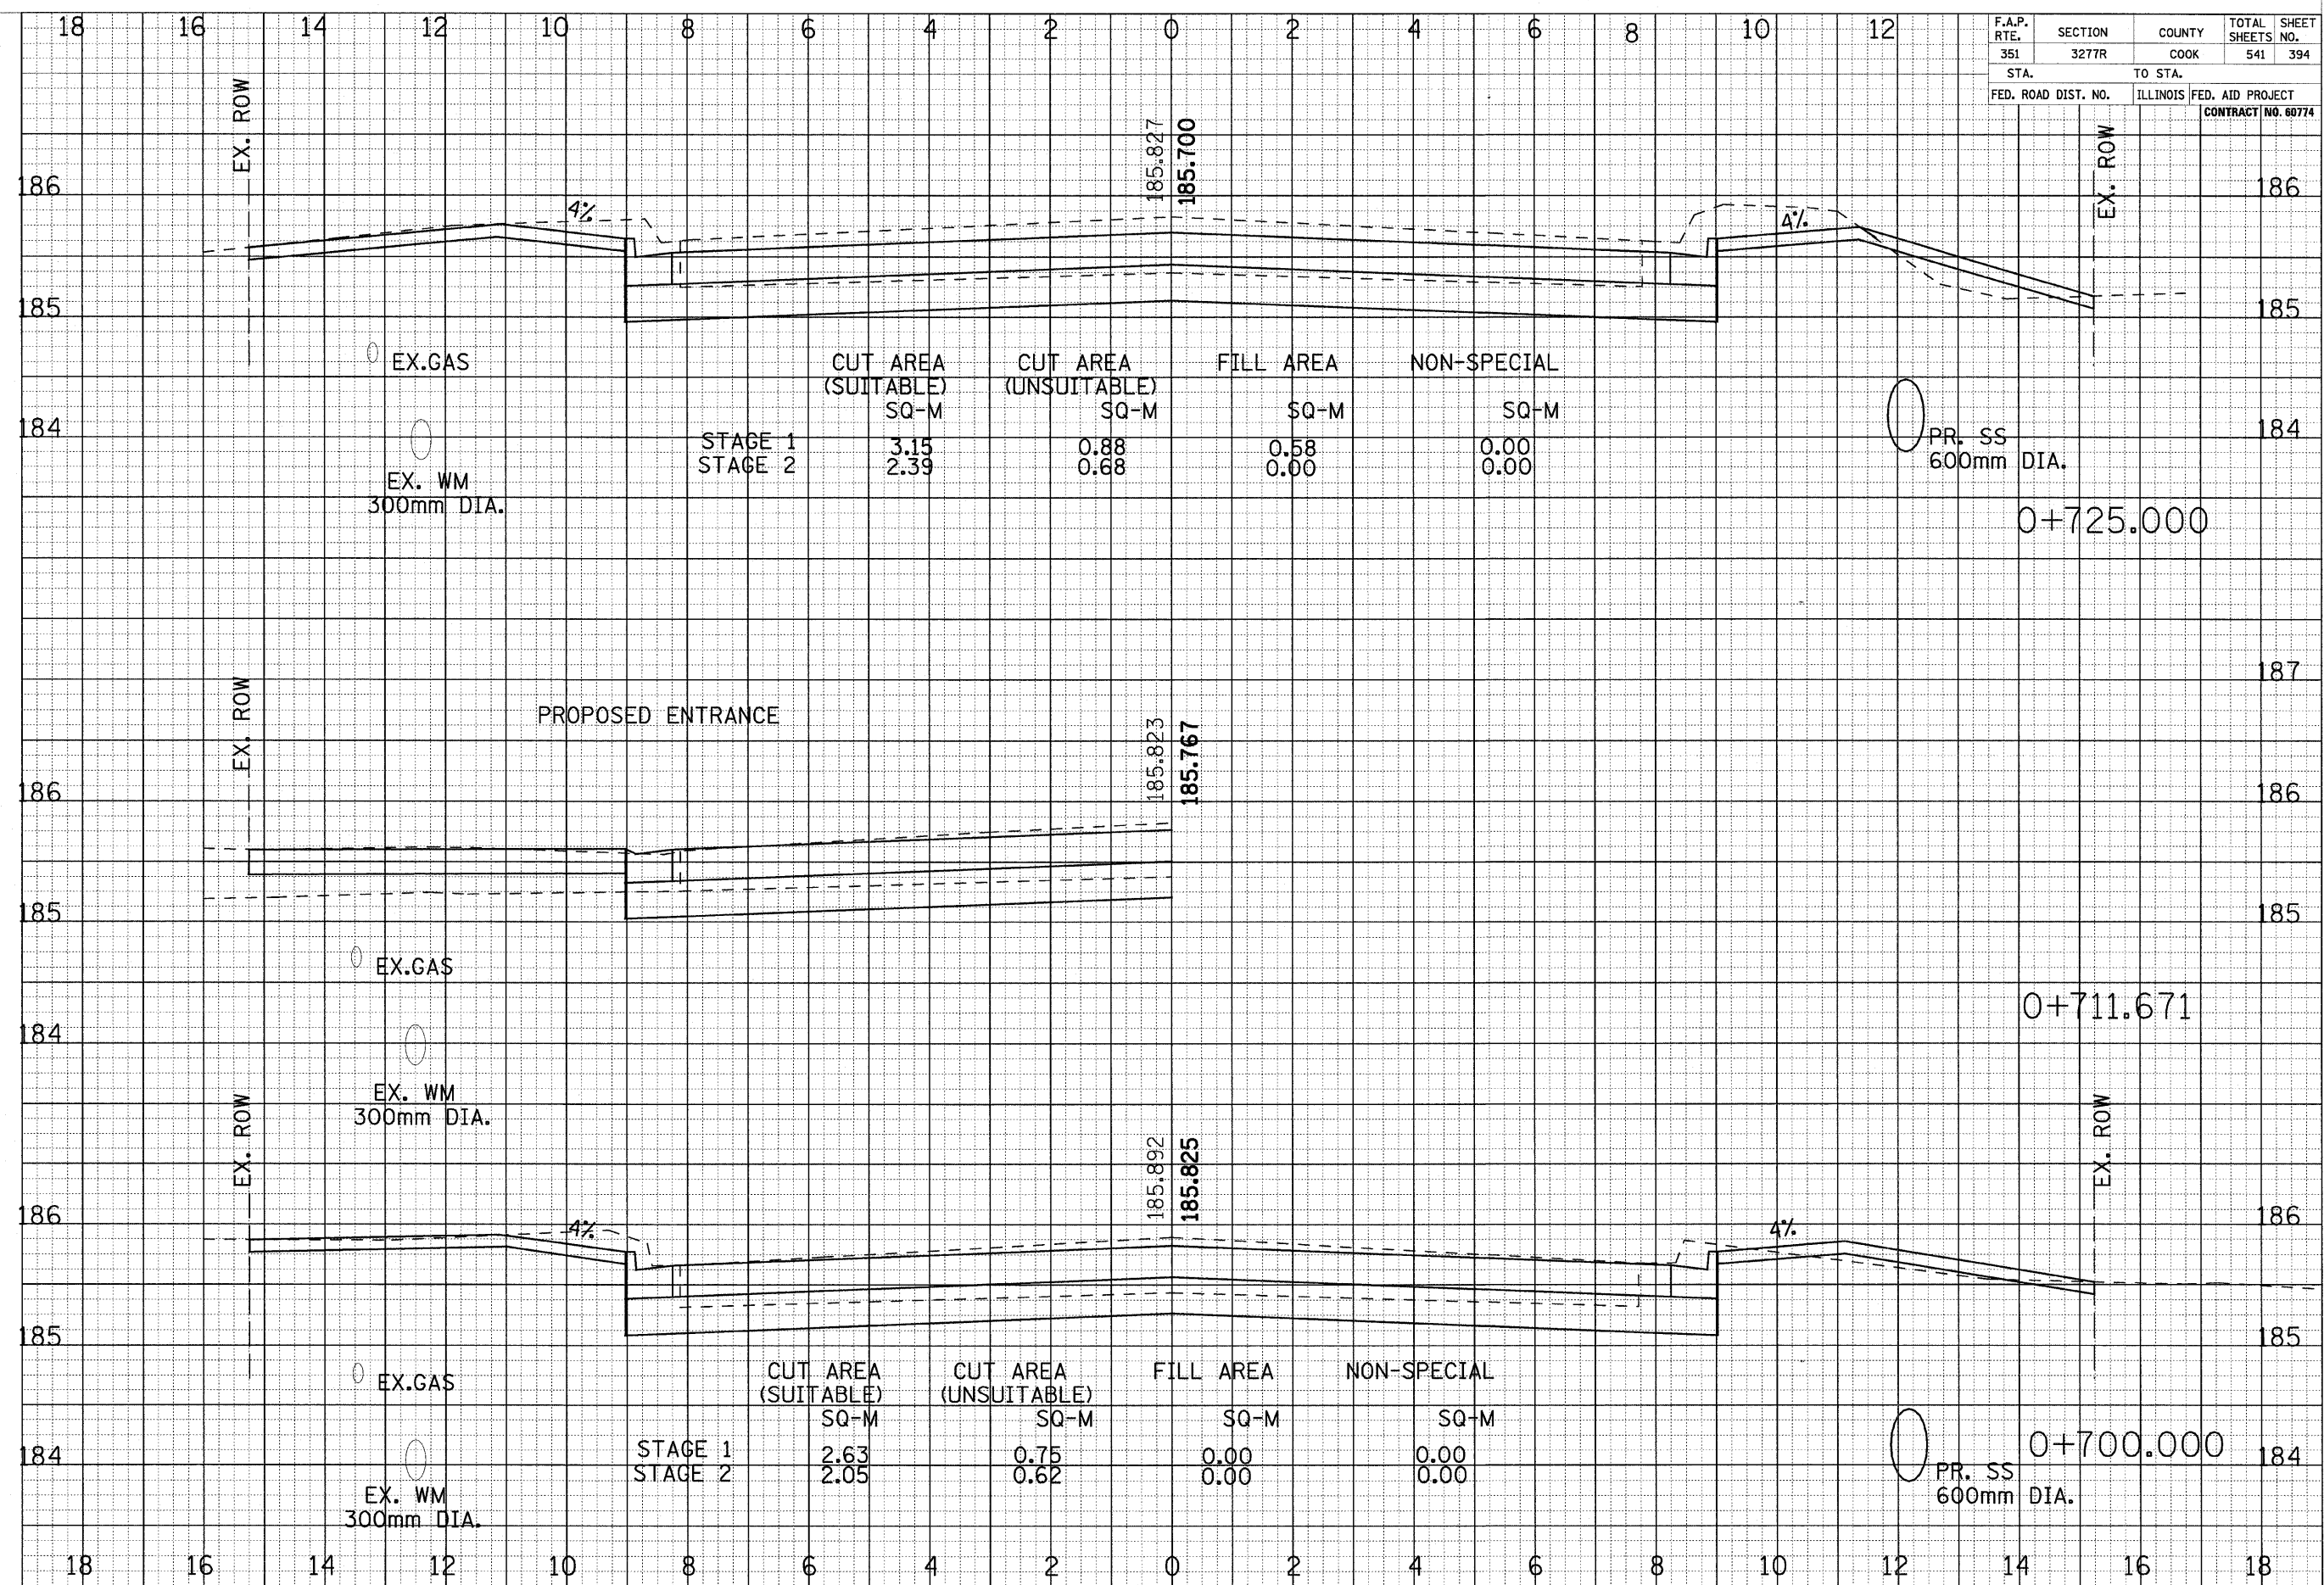 18 16 14 12 10 8 6 4 2 0 2 4 6 8 10 12
F.A.P. RTE. SECTION COUNTY TOTAL SHEETS SHEET NO.
351 3277R COOK 541 394
STA. TO STA.
FED. ROAD DIST. NO. ILLINOIS FED. AID PROJECT
CONTRACT NO. 60774
EX. ROW
185.827
185.700
EX. ROW
186 186
4%
4%
185 185
EX.GAS
CUT AREA (SUITABLE) CUT AREA (UNSUITABLE) FILL AREA NON-SPECIAL
SQ-M SQ-M SQ-M SQ-M
184 184
STAGE 1 3.15 0.88 0.58 0.00
STAGE 2 2.39 0.68 0.00 0.00
PR. SS
600mm DIA.
EX. WM
300mm DIA.
0+725.000
187
EX. ROW
PROPOSED ENTRANCE
185.823
185.767
186 186
185 185
EX.GAS
0+711.671
184
EX. WM
300mm DIA.
EX. ROW
185.892
185.825
EX. ROW
186 186
4%
4%
185 185
EX.GAS
CUT AREA (SUITABLE) CUT AREA (UNSUITABLE) FILL AREA NON-SPECIAL
SQ-M SQ-M SQ-M SQ-M
0+700.000
184 184
STAGE 1 2.63 0.75 0.00 0.00
STAGE 2 2.05 0.62 0.00 0.00
PR. SS
600mm DIA.
EX. WM
300mm DIA.
18 16 14 12 10 8 6 4 2 0 2 4 6 8 10 12 14 16 18